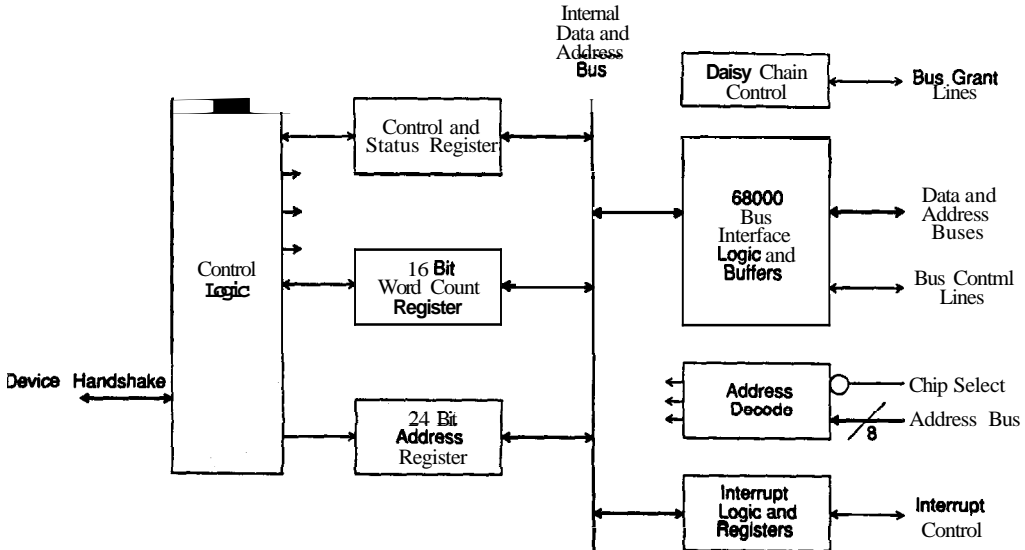 Internal
Data and
Address
Bus
Daisy Chain
Control
Bus Grant
Lines
Control and
Status Register
68000
Bus
Interface
Logic and
Buffers
Data and
Address
Buses
Control
Logic
16 Bit
Word Count
Register
Bus Contml
Lines
Device Handshake
Address
Decode
Chip Select
Address Bus
8
24 Bit
Address
Register
Interrupt
Logic and
Registers
Interrupt
Control